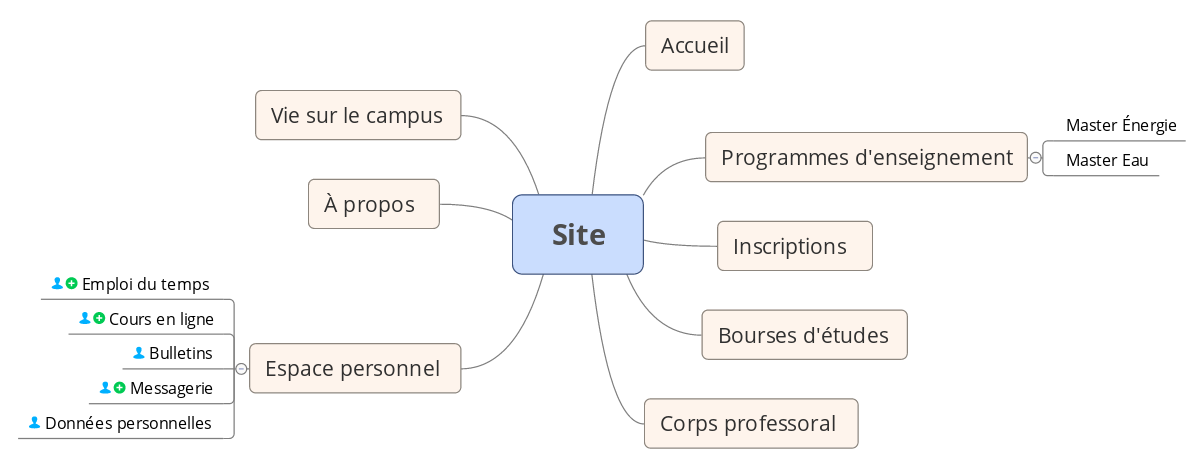 Accueil
Vie sur le campus
Master Énergie
Programmes d'enseignement
Master Eau
À propos
Site
Inscriptions
Emploi du temps
Cours en ligne
Bourses d'études
Bulletins
Espace personnel
Messagerie
Données personnelles
Corps professoral